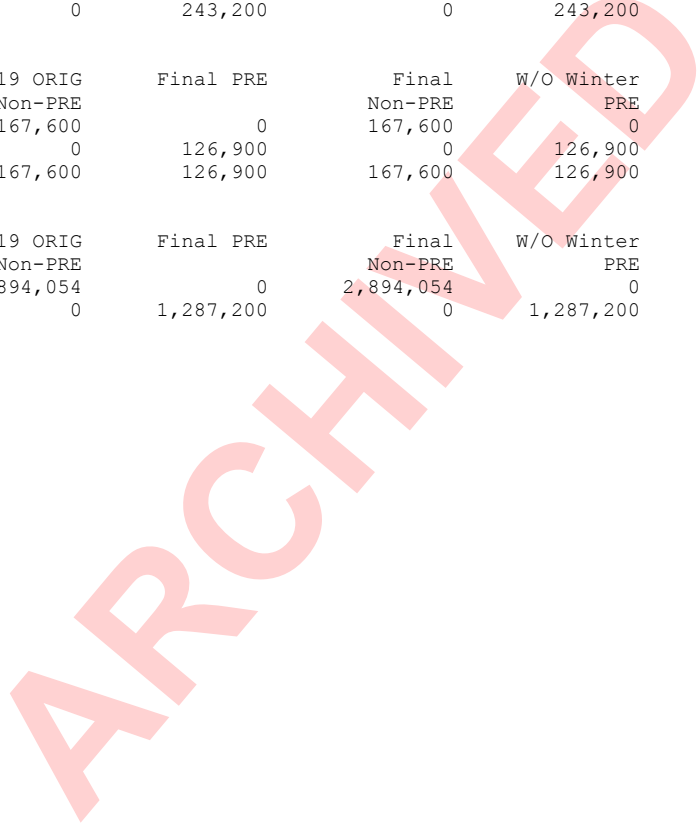 0 243,200 0 243,200
19 ORIG Final PRE Final W/O Winter
Non-PRE Non-PRE PRE
167,600 0 167,600 0
0 126,900 0 126,900
167,600 126,900 167,600 126,900
19 ORIG Final PRE Final W/O Winter
Non-PRE Non-PRE PRE
894,054 0 2,894,054 0
0 1,287,200 0 1,287,200
ARCHIVED